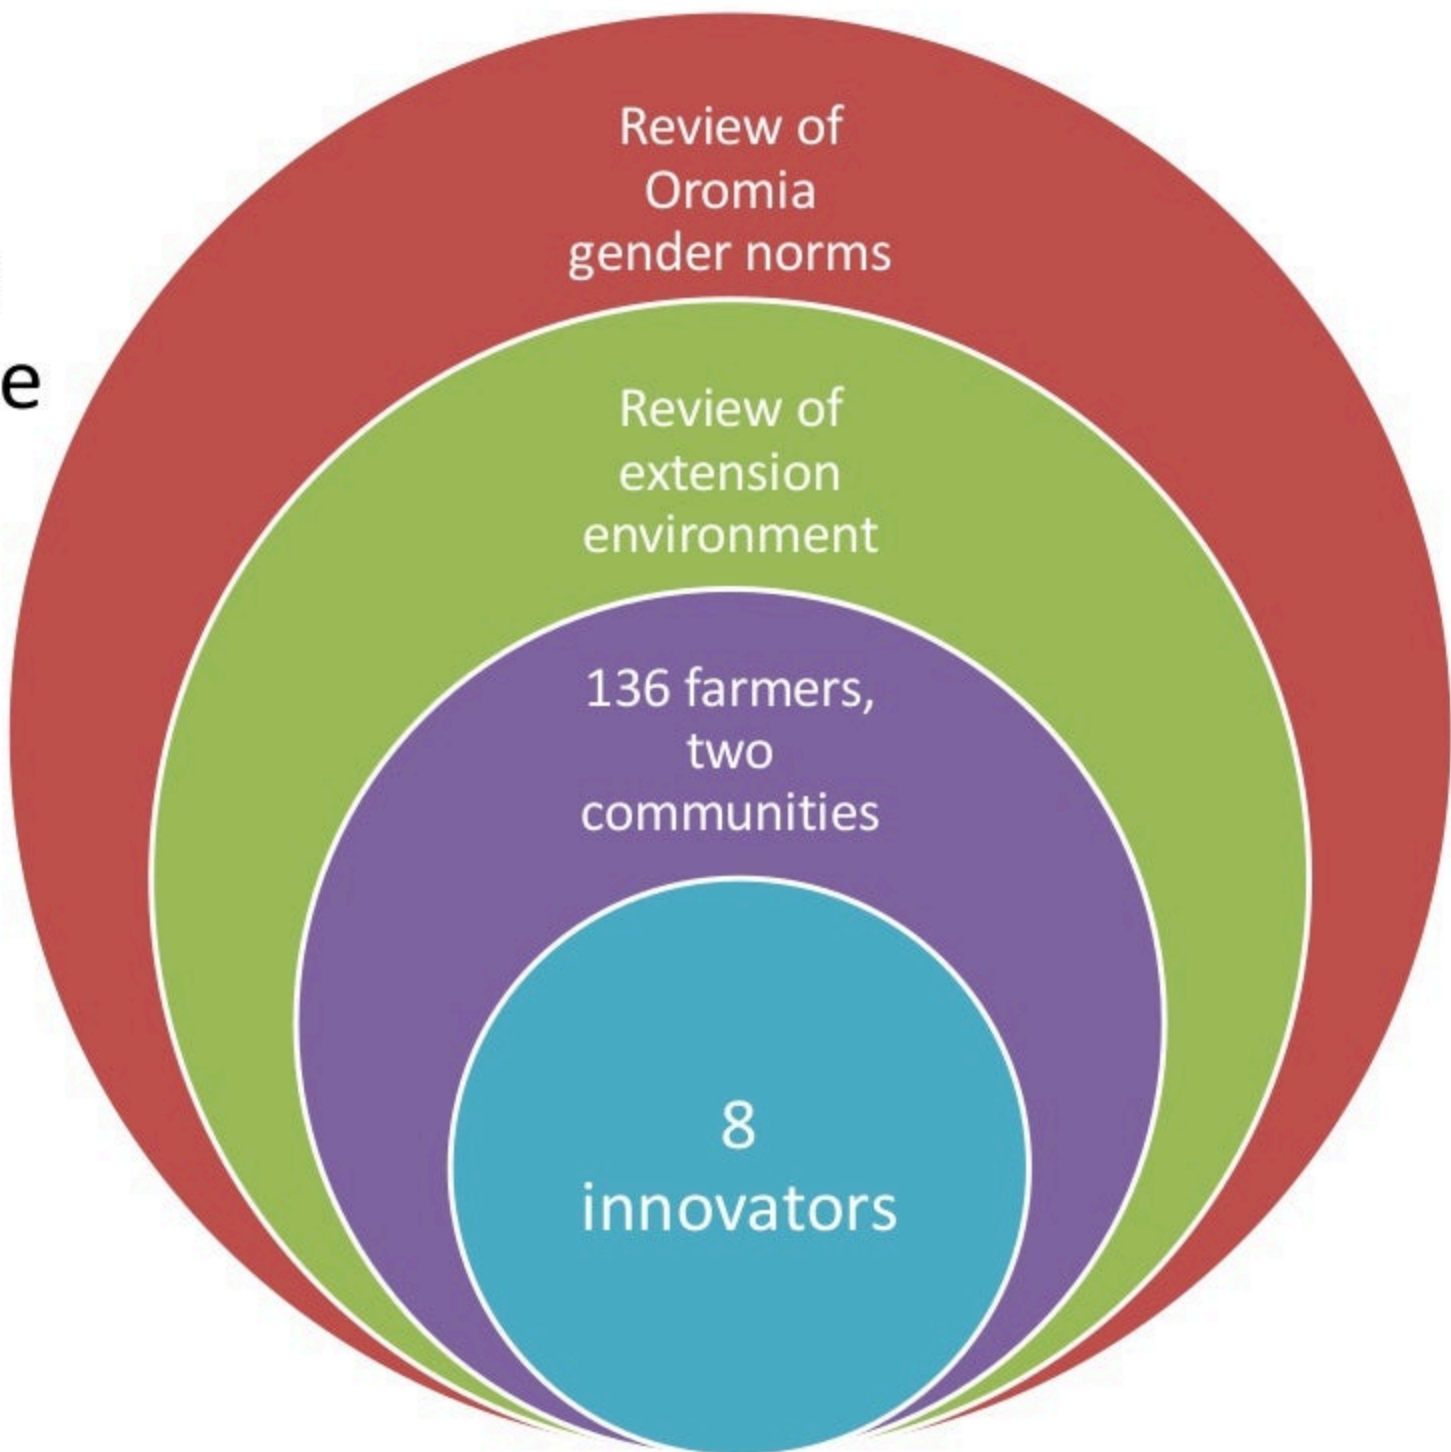 Review of
Oromia
gender norms
e
Review of
extension
environment
136 farmers,
two
communities
8
innovators